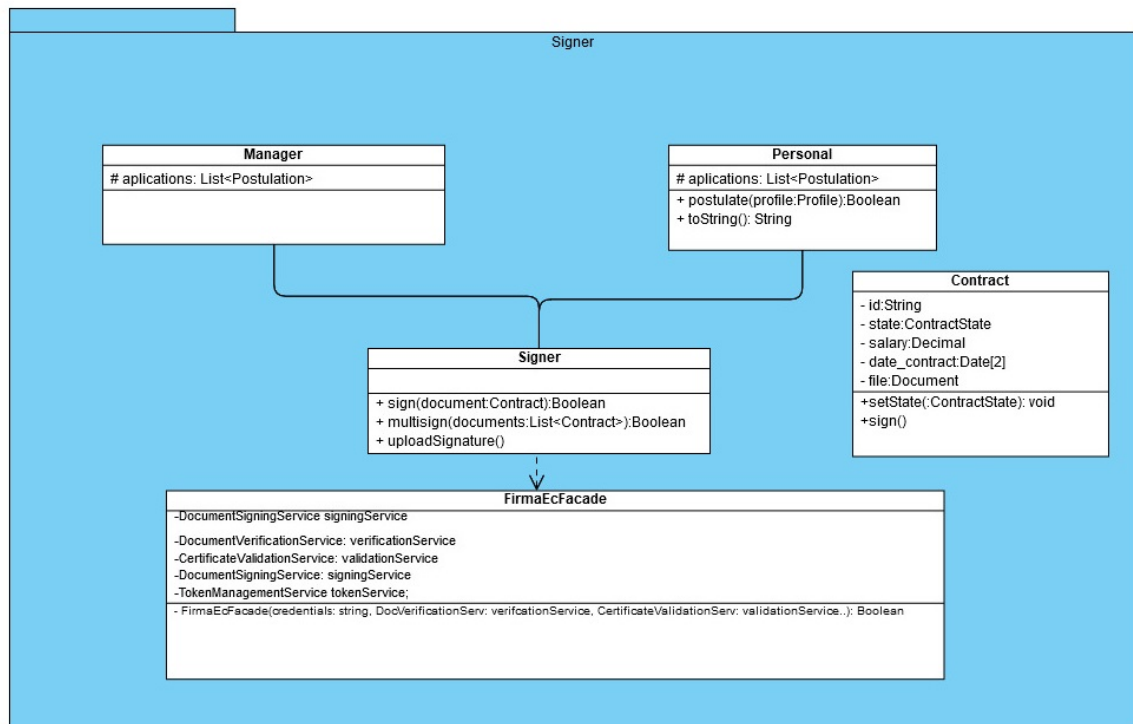 Signer
Manager
# aplications: List<Postulation>
Personal
# aplications: List<Postulation>
+ postulate(profile:Profile):Boolean
+ toString(): String
Contract
- id:String
- state:ContractState
- salary:Decimal
- date_contract:Date[2]
- file:Document
+setState(:ContractState): void
+sign()
Signer
+ sign(document:Contract):Boolean
+ multisign(documents:List<Contract>):Boolean
+ uploadSignature()
FirmaEcFacade
-DocumentSigningService signingService
-DocumentVerificationService: verificationService
-CertificateValidationService: validationService
-DocumentSigningService: signingService
-TokenManagementService tokenService;
- FirmaEcFacade(credentials: string, DocVerificationServ: verifcationService, CertificateValidationServ: validationService..): Boolean